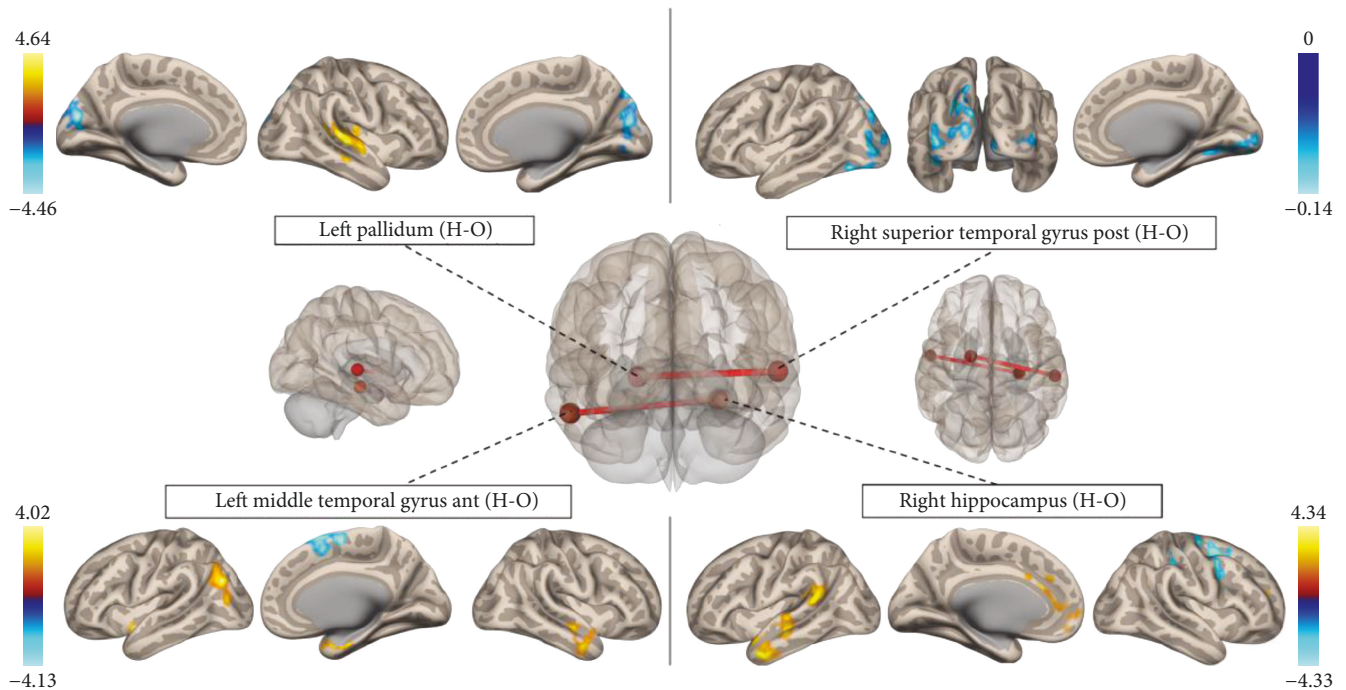 4.64
0
−4.46
−0.14
Left pallidum (H-O)
Right superior temporal gyrus post (H-O)
Left middle temporal gyrus ant (H-O)
Right hippocampus (H-O)
4.02
4.34
−4.13
−4.33